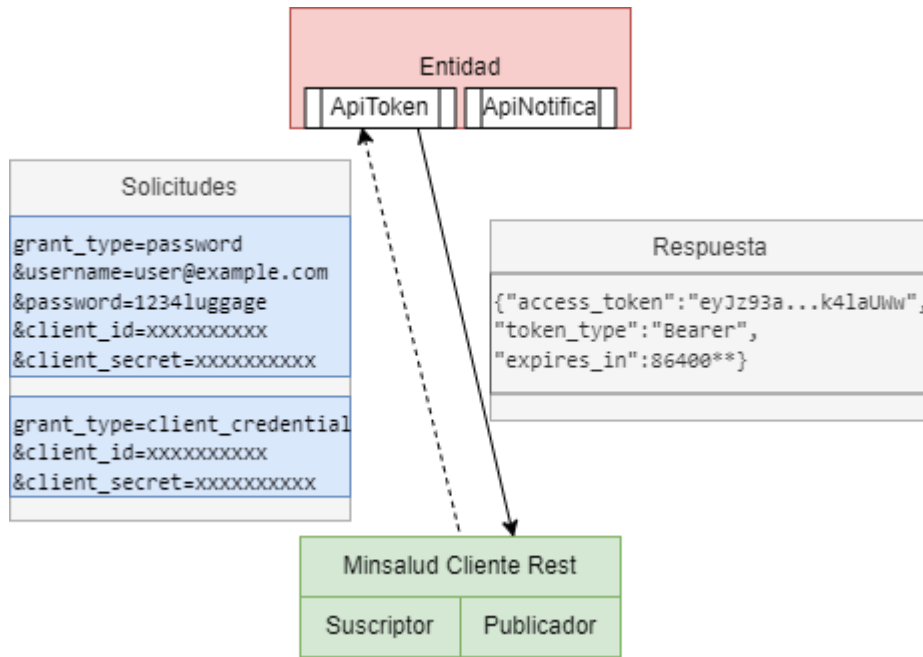 Entidad
ApiToken
ApiNotifica
Solicitudes
grant_type=password
&username=user@example.com
&password=1234luggage
&client_id=xxxxxxxxxx
&client_secret=xxxxxxxxxx
grant_type=client_credential
&client_id=xxxxxxxxxx
&client_secret=xxxxxxxxxx
Respuesta
{"access_token":"eyJz93a...k4laUWw",
"token_type":"Bearer",
"expires_in":86400**}
Minsalud Cliente Rest
Suscriptor
Publicador